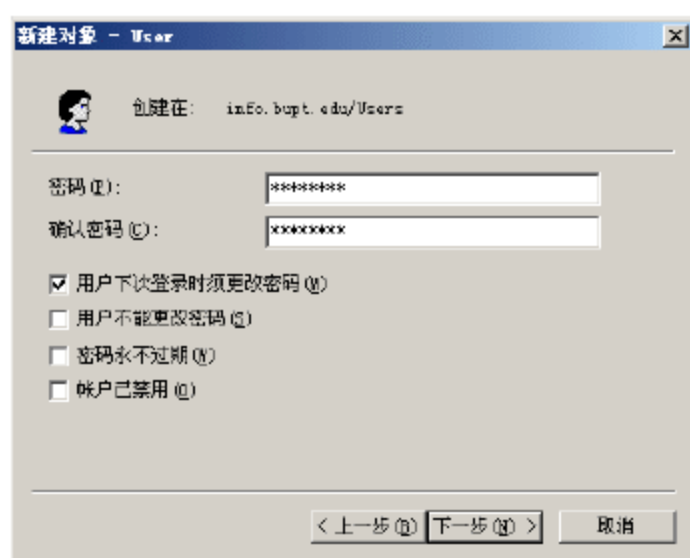 新建对象 - User
创建在: info.bupt.edu/Users
密码(P): ********
确认密码(C): ********
用户下次登录时须更改密码(M)
用户不能更改密码(S)
密码永不过期(W)
帐户已禁用(O)
< 上一步(B) 下一步(N) > 取消